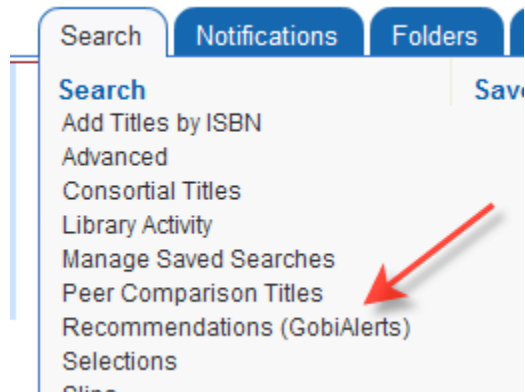 Search Notifications Folders
Search Sav
Add Titles by ISBN
Advanced
Consortial Titles
Library Activity
Manage Saved Searches
Peer Comparison Titles
Recommendations (GobiAlerts)
Selections